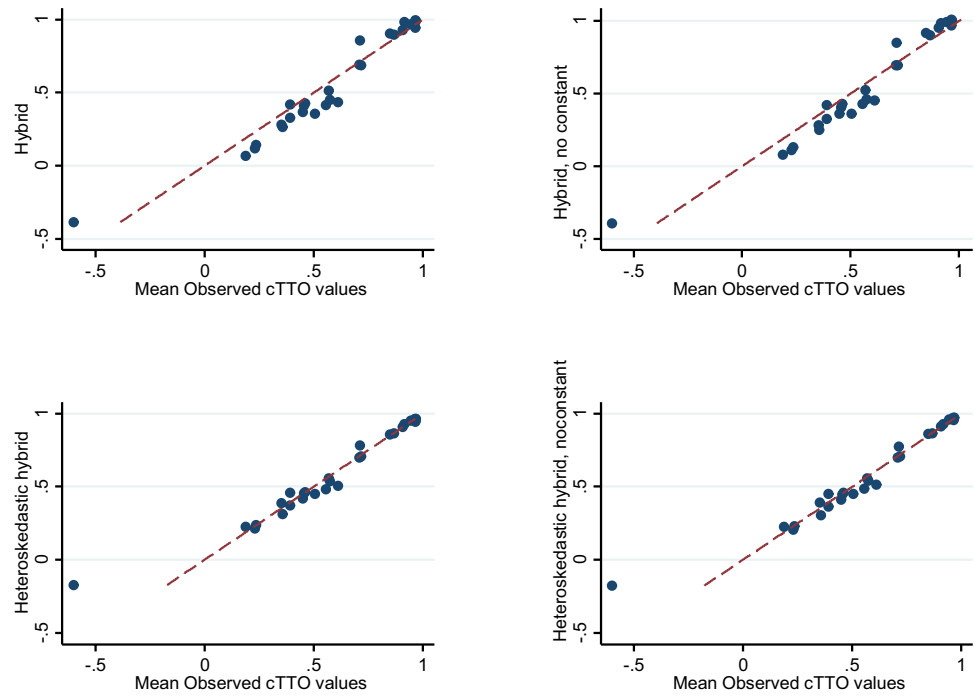 Hybrid
1
.5
0
-.5
-.5 0 .5 1
Mean Observed cTTO values
Hybrid, no constant
1
.5
0
-.5
-.5 0 .5 1
Mean Observed cTTO values
Heteroskedastic hybrid
1
.5
0
-.5
-.5 0 .5 1
Mean Observed cTTO values
Heteroskedastic hybrid, noconstant
1
.5
0
-.5
-.5 0 .5 1
Mean Observed cTTO values